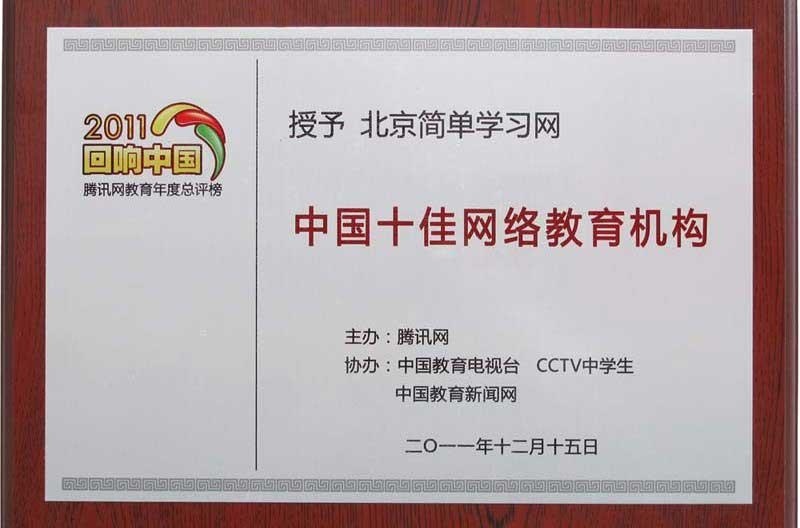 2011
回响中国
腾讯网教育年度总评榜
授予 北京简单学习网
中国十佳网络教育机构
主办：腾讯网
协办：中国教育电视台 CCTV中学生
中国教育新闻网
二〇一一年十二月十五日